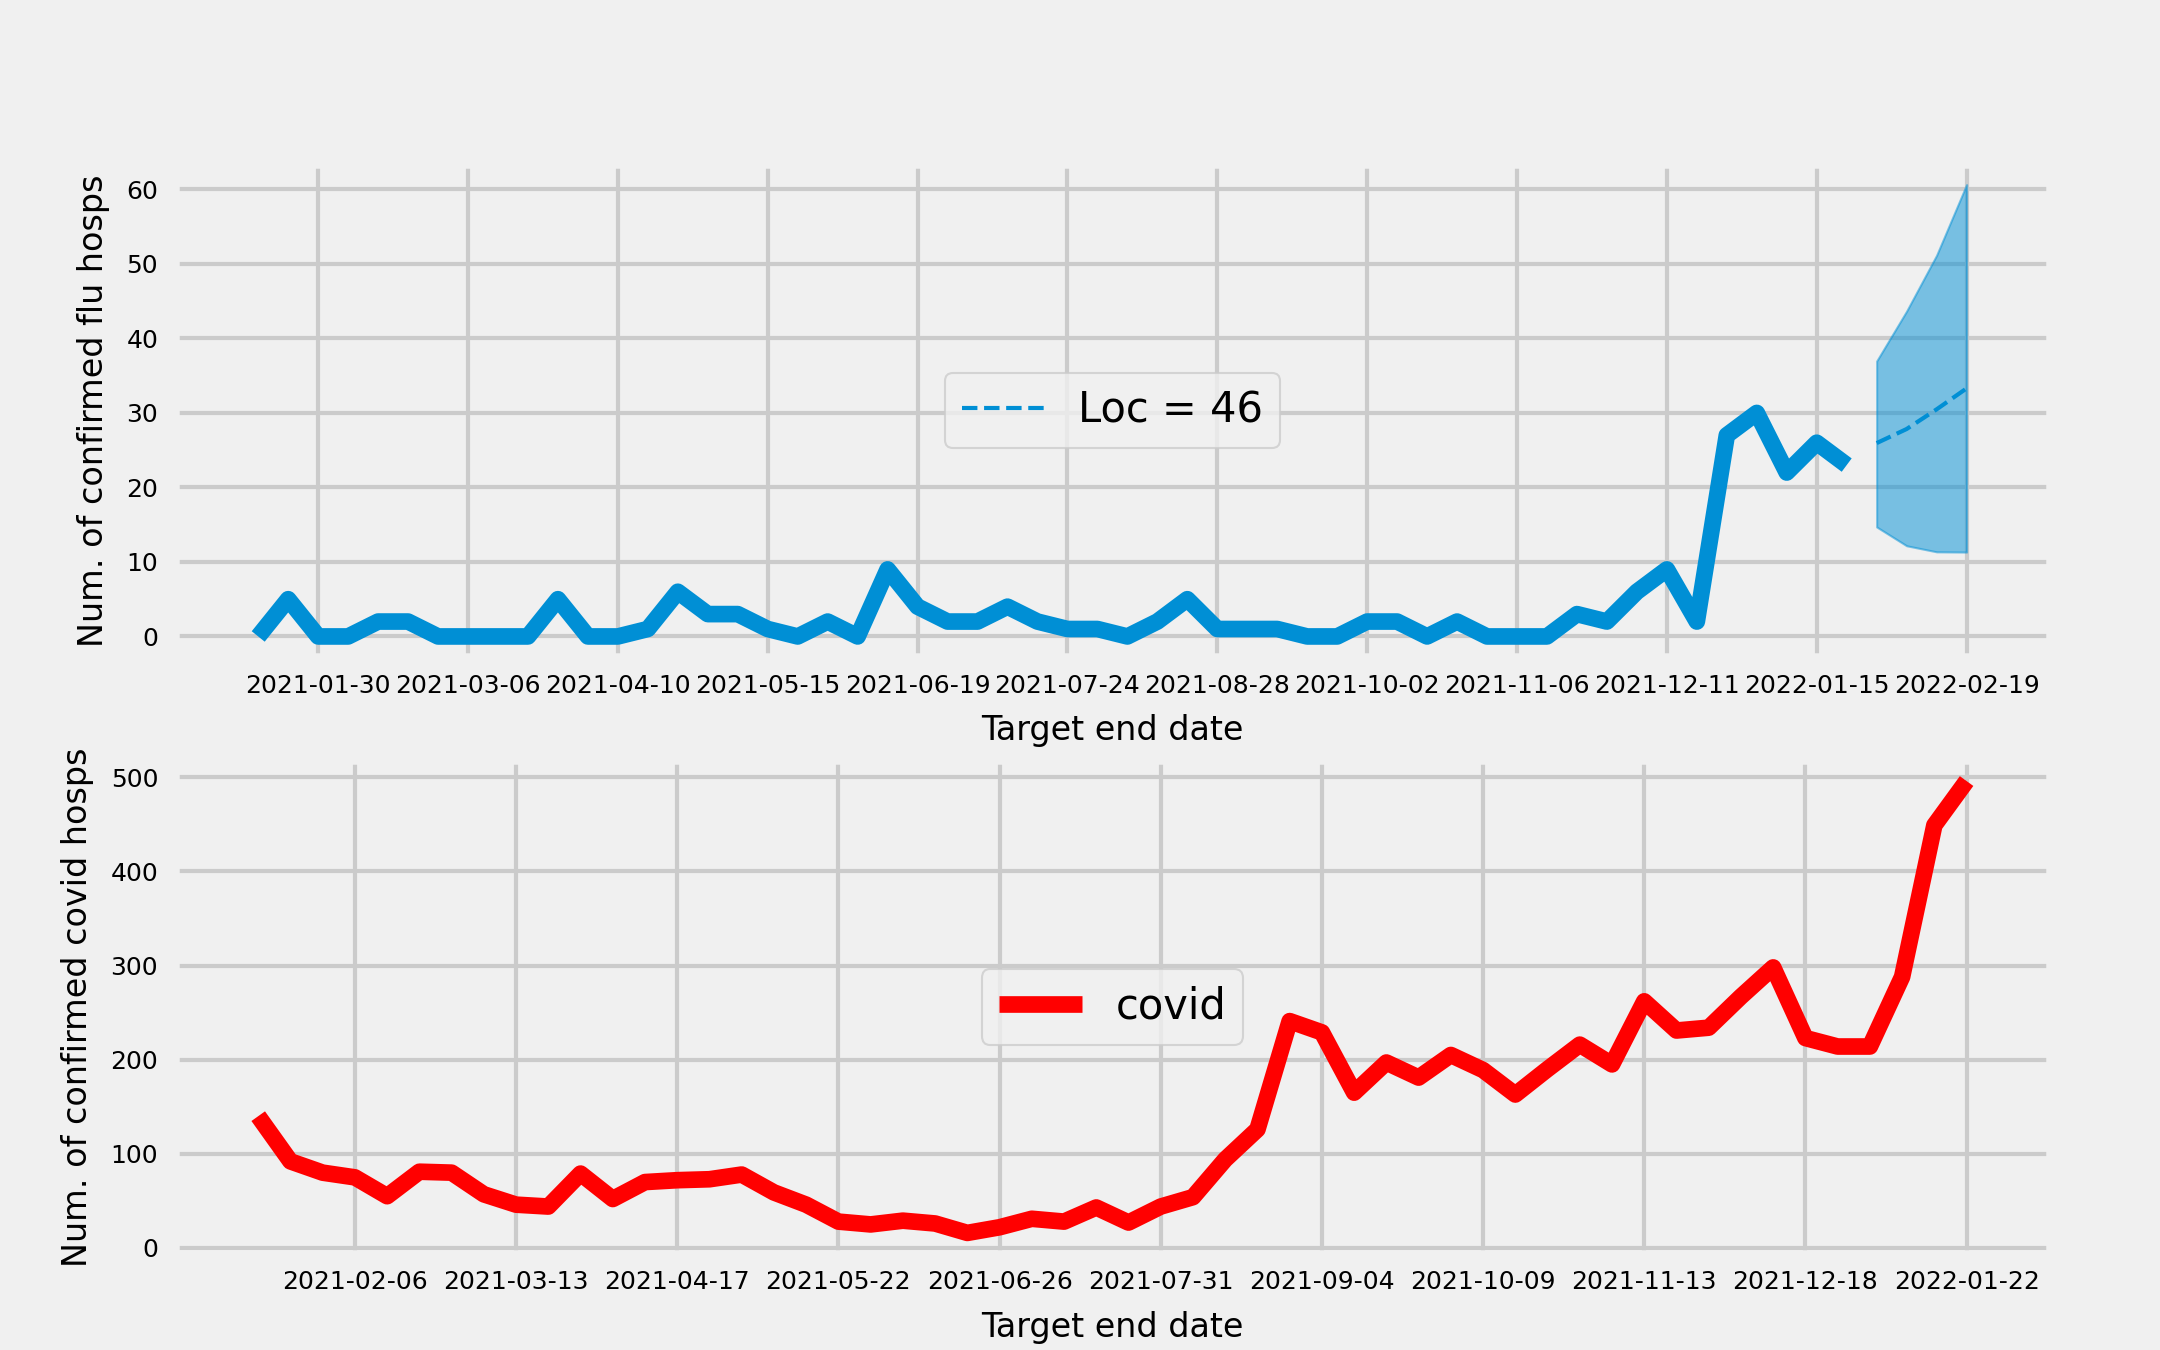 Num. of confirmed flu hosps
60
50
40
30
20
10
0
Loc = 46
2021-01-30 2021-03-06 2021-04-10 2021-05-15 2021-06-19 2021-07-24 2021-08-28 2021-10-02 2021-11-06 2021-12-11 2022-01-15 2022-02-19
Target end date
Num. of confirmed covid hosps
500
400
300
200
100
0
covid
2021-02-06 2021-03-13 2021-04-17 2021-05-22 2021-06-26 2021-07-31 2021-09-04 2021-10-09 2021-11-13 2021-12-18 2022-01-22
Target end date